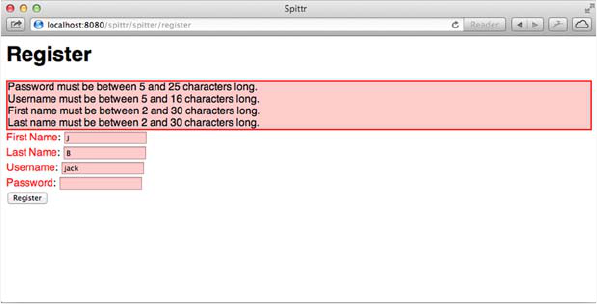 Spittr
localhost:8080/spittr/spitter/register
Reader
Register
Password must be between 5 and 25 characters long.
Username must be between 5 and 16 characters long.
First name must be between 2 and 30 characters long.
Last name must be between 2 and 30 characters long.
First Name: J
Last Name: B
Username: jack
Password:
Register